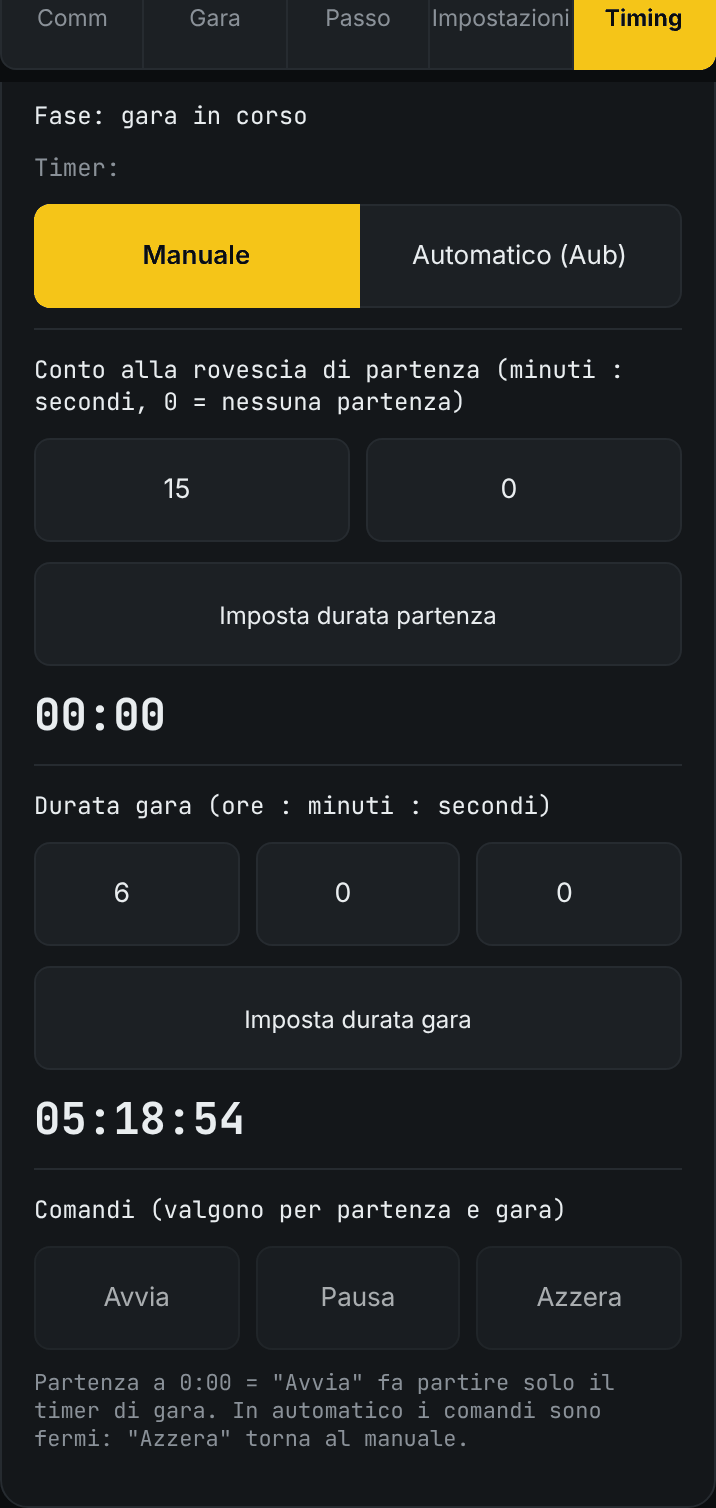 Comm Gara Passo Impostazioni Timing
Fase: gara in corso
Timer:
Manuale Automatico (Aub)
Conto alla rovescia di partenza (minuti :
secondi, 0 = nessuna partenza)
15 0
Imposta durata partenza
00:00
Durata gara (ore : minuti : secondi)
6 0 0
Imposta durata gara
05:18:54
Comandi (valgono per partenza e gara)
Avvia Pausa Azzera
Partenza a 0:00 = "Avvia" fa partire solo il
timer di gara. In automatico i comandi sono
fermi: "Azzera" torna al manuale.